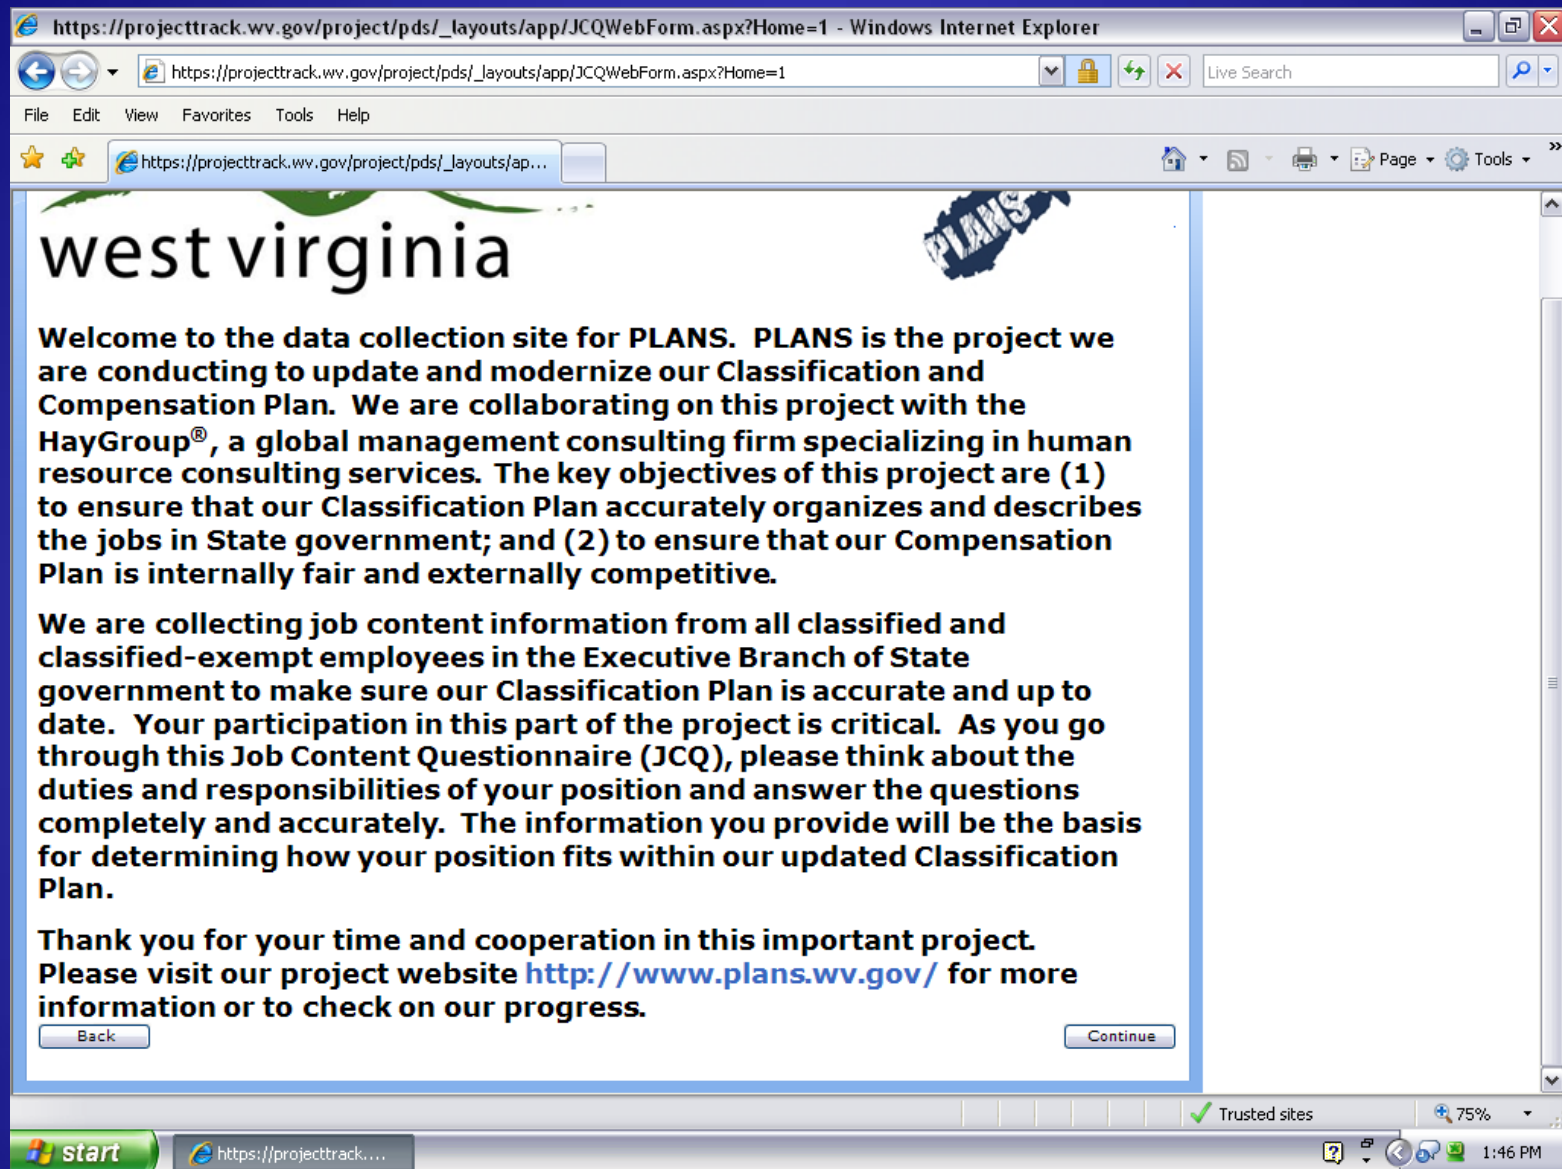 https://projecttrack.wv.gov/project/pds/_layouts/app/JCQWebForm.aspx?Home=1 - Windows Internet Explorer
https://projecttrack.wv.gov/project/pds/_layouts/app/JCQWebForm.aspx?Home=1
Live Search
File Edit View Favorites Tools Help
https://projecttrack.wv.gov/project/pds/_layouts/ap...
Page Tools
west virginia
PLANS
Welcome to the data collection site for PLANS. PLANS is the project we
are conducting to update and modernize our Classification and
Compensation Plan. We are collaborating on this project with the
HayGroup®, a global management consulting firm specializing in human
resource consulting services. The key objectives of this project are (1)
to ensure that our Classification Plan accurately organizes and describes
the jobs in State government; and (2) to ensure that our Compensation
Plan is internally fair and externally competitive.
We are collecting job content information from all classified and
classified-exempt employees in the Executive Branch of State
government to make sure our Classification Plan is accurate and up to
date. Your participation in this part of the project is critical. As you go
through this Job Content Questionnaire (JCQ), please think about the
duties and responsibilities of your position and answer the questions
completely and accurately. The information you provide will be the basis
for determining how your position fits within our updated Classification
Plan.
Thank you for your time and cooperation in this important project.
Please visit our project website http://www.plans.wv.gov/ for more
information or to check on our progress.
Back
Continue
Trusted sites
75%
start
https://projecttrack....
1:46 PM